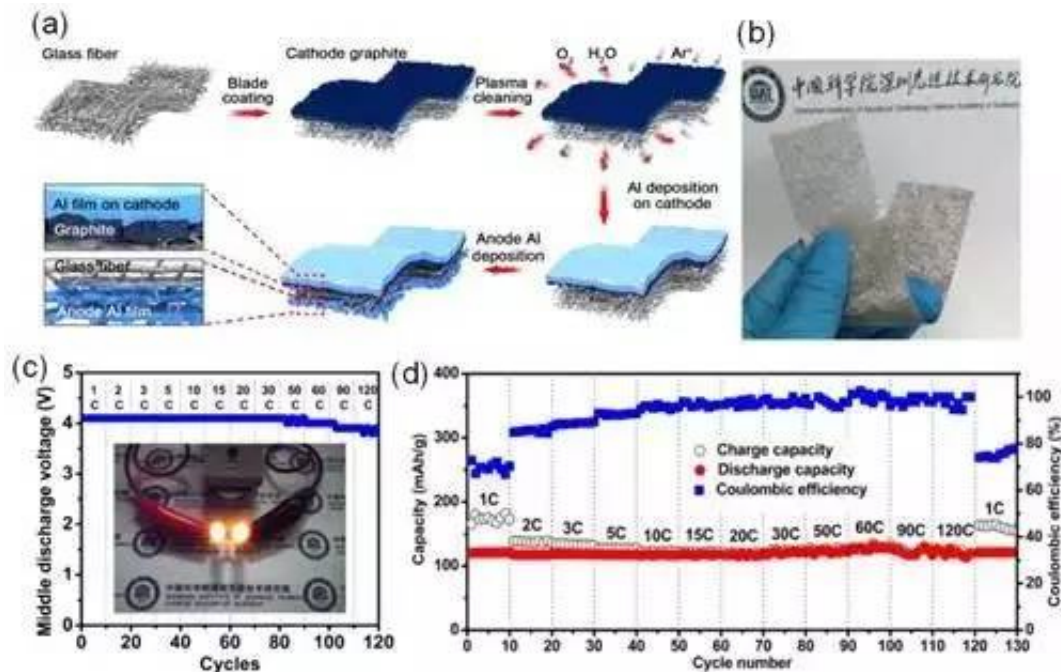 (a)
Glass fiber
Blade
coating
Cathode graphite
Plasma
cleaning
O₂
H₂O
Ar⁺
Al deposition
on cathode
Anode Al
deposition
Al film on cathode
Graphite
Glass fiber
Anode Al film
(b)
中国科学院深圳先进技术研究院
(c)
Middle discharge voltage (V)
5
4
3
2
1
0
1 2 3 5 10 15 20 30 50 60 90 120
C C C C C C C C C C C C
0 20 40 60 80 100 120
Cycles
(d)
Capacity (mAh/g)
400
300
200
100
0
Charge capacity
Discharge capacity
Coulombic efficiency
1C 2C 3C 5C 10C 15C 20C 30C 50C 60C 90C 120C 1C
0 10 20 30 40 50 60 70 80 90 100 110 120 130
Cycle number
100
80
60
40
20
0
Coulombic efficiency (%)